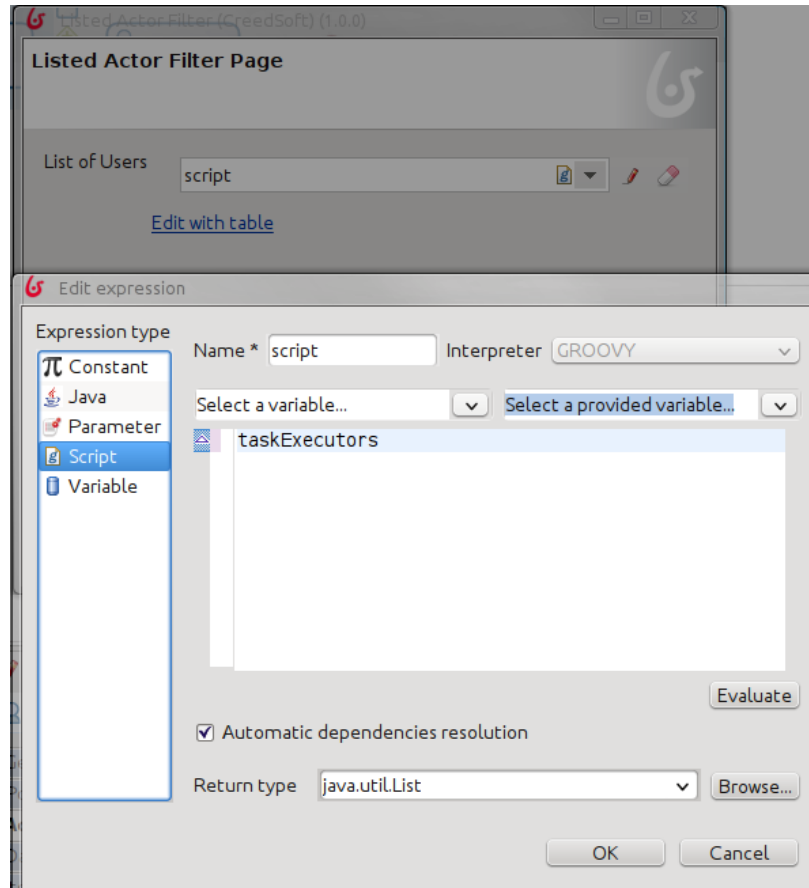 Listed Actor Filter (CreedSoft) (1.0.0)
Listed Actor Filter Page
List of Users
script
Edit with table
Edit expression
Expression type
Constant
Java
Parameter
Script
Variable
Name * script Interpreter GROOVY
Select a variable... Select a provided variable...
taskExecutors
Evaluate
Automatic dependencies resolution
Return type java.util.List Browse...
OK Cancel